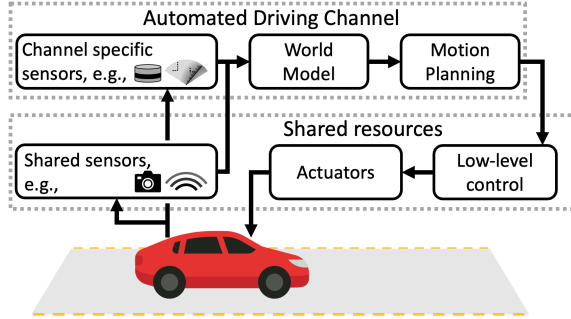 Automated Driving Channel
Channel specific
sensors, e.g.,
World
Model
Motion
Planning
Shared resources
Shared sensors,
e.g.,
Actuators
Low-level
control